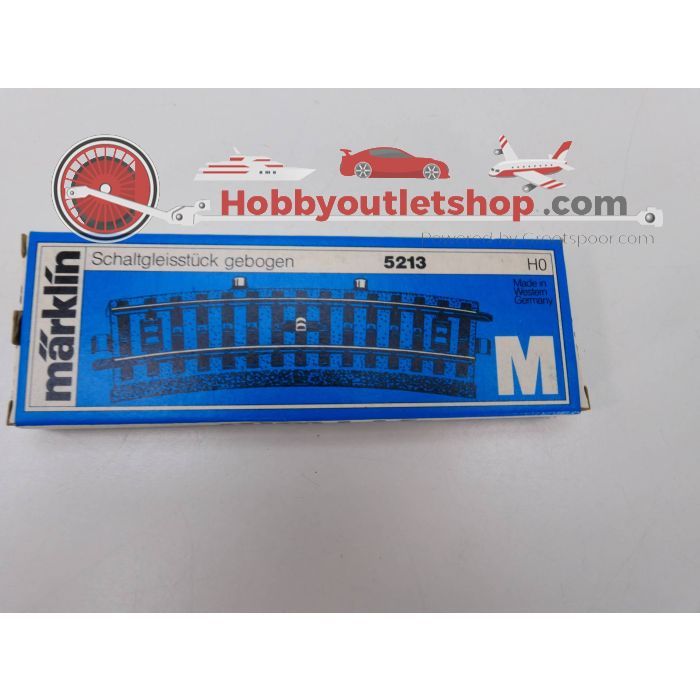 Hobbyoutletshop.com
Powered by Grootspoor.com
märklin
Schaltgleisstück gebogen 5213 H0
Made in
Western
Germany
M